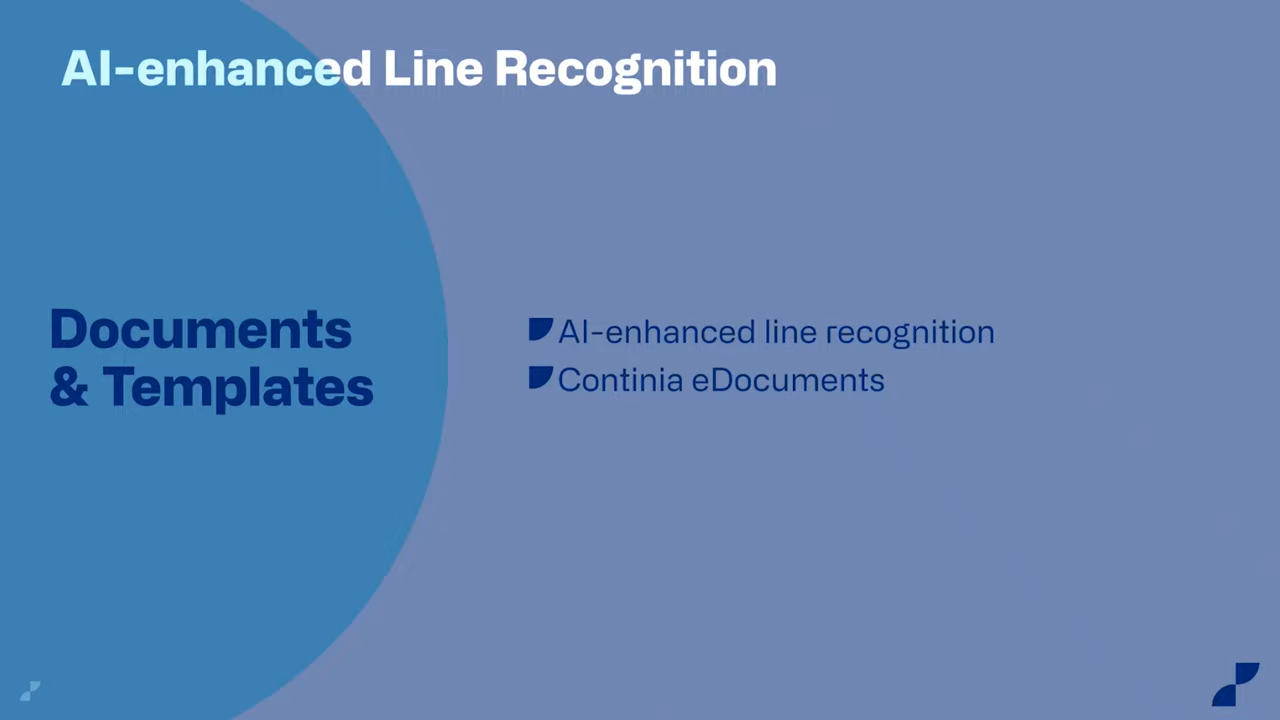 AI-enhanced Line Recognition
Documents
& Templates
AI-enhanced line recognition
Continia eDocuments